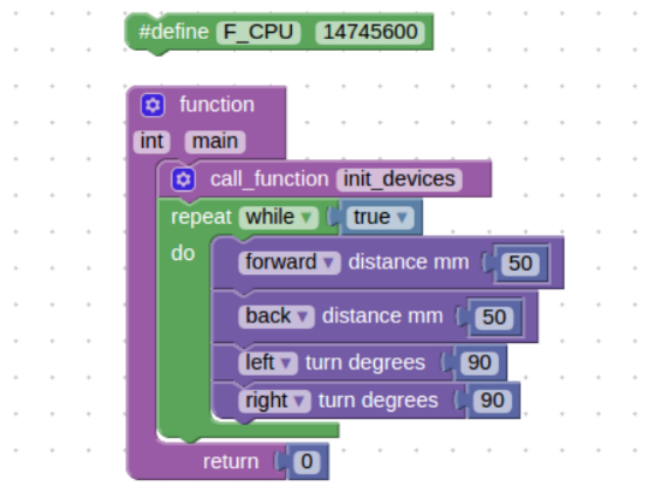 #define F_CPU 14745600
function
int main
call_function init_devices
repeat while true
do
forward distance mm 50
back distance mm 50
left turn degrees 90
right turn degrees 90
return 0